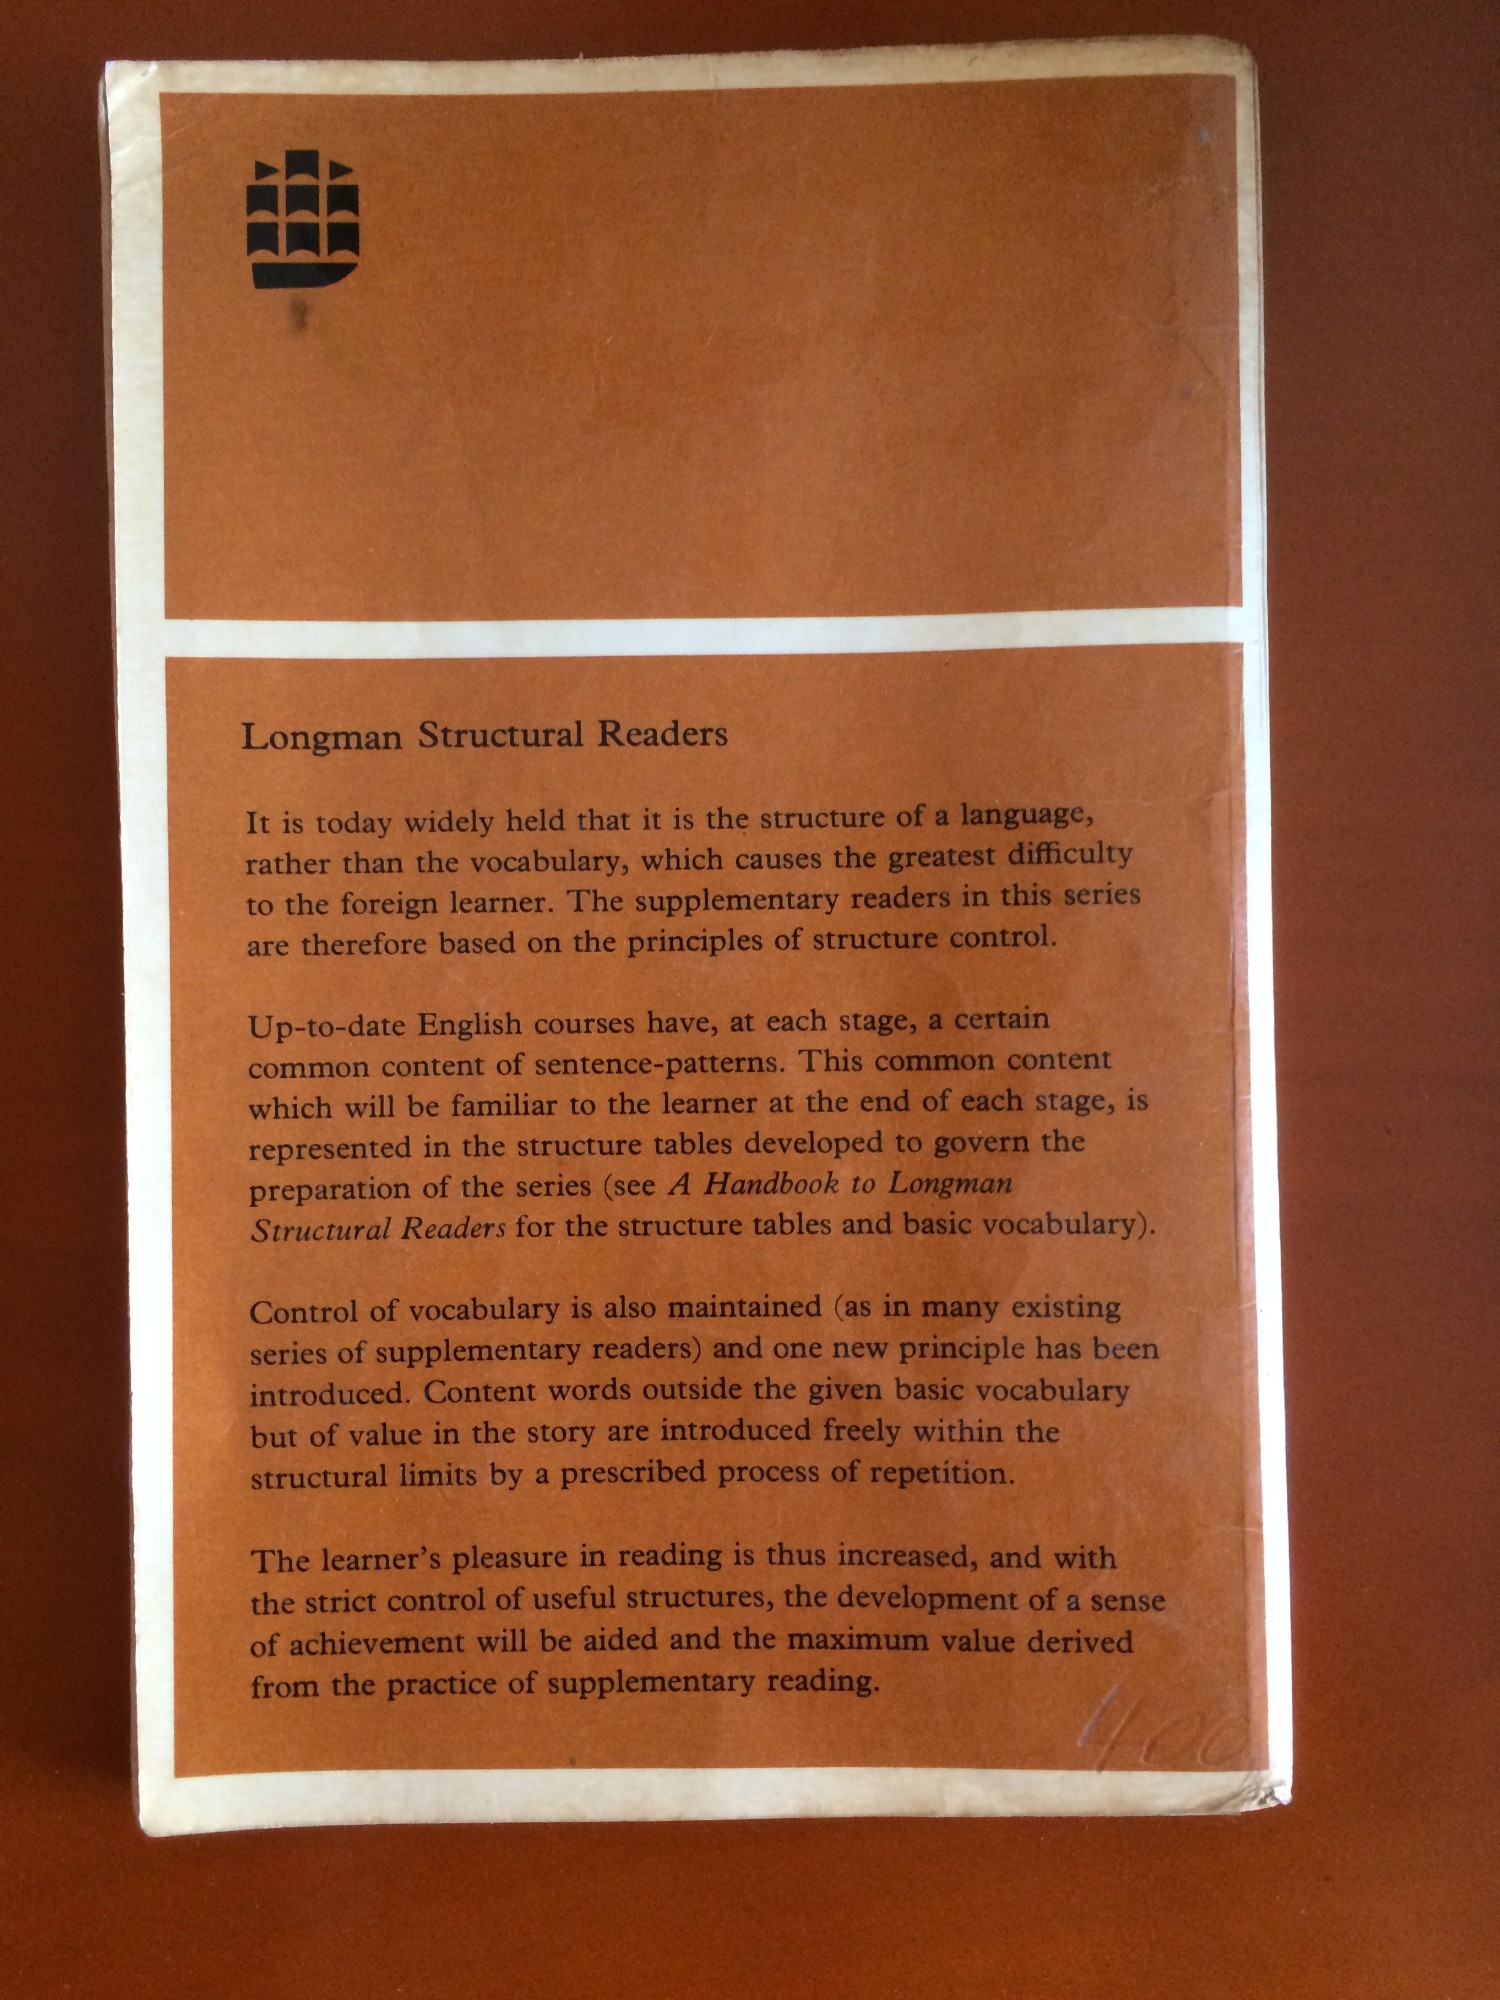 Longman Structural Readers
It is today widely held that it is the structure of a language,
rather than the vocabulary, which causes the greatest difficulty
to the foreign learner. The supplementary readers in this series
are therefore based on the principles of structure control.
Up-to-date English courses have, at each stage, a certain
common content of sentence-patterns. This common content
which will be familiar to the learner at the end of each stage, is
represented in the structure tables developed to govern the
preparation of the series (see A Handbook to Longman
Structural Readers for the structure tables and basic vocabulary).
Control of vocabulary is also maintained (as in many existing
series of supplementary readers) and one new principle has been
introduced. Content words outside the given basic vocabulary
but of value in the story are introduced freely within the
structural limits by a prescribed process of repetition.
The learner's pleasure in reading is thus increased, and with
the strict control of useful structures, the development of a sense
of achievement will be aided and the maximum value derived
from the practice of supplementary reading.